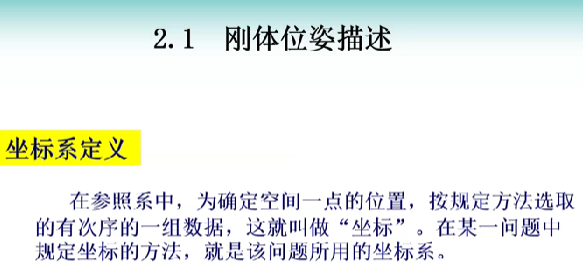 2.1 刚体位姿描述
坐标系定义
在参照系中，为确定空间一点的位置，按规定方法选取
的有次序的一组数据，这就叫做“坐标”。在某一问题中
规定坐标的方法，就是该问题所用的坐标系。